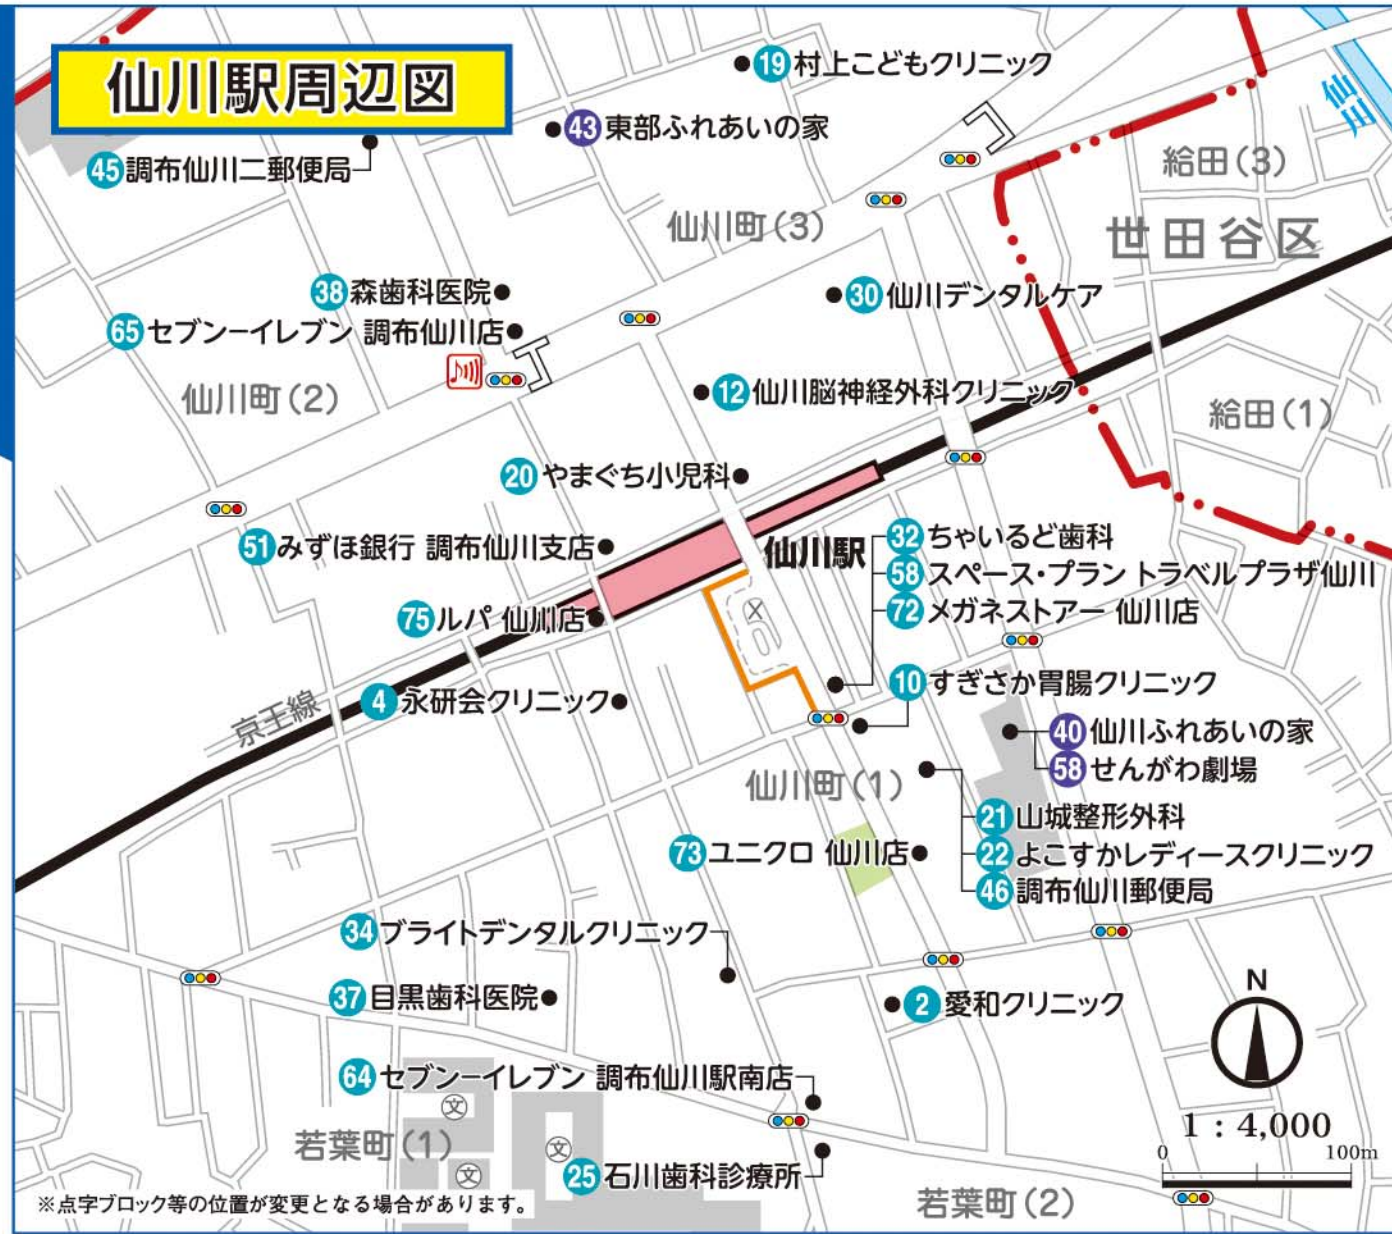 仙川駅周辺図
19 村上こどもクリニック
43 東部ふれあいの家
45 調布仙川二郵便局
給田(3)
仙川町(3)
世田谷区
38 森歯科医院
30 仙川デンタルケア
65 セブン-イレブン 調布仙川店
仙川町(2)
12 仙川脳神経外科クリニック
給田(1)
20 やまぐち小児科
51 みずほ銀行 調布仙川支店
仙川駅
32 ちゃいるど歯科
58 スペース・プラン トラベルプラザ仙川
72 メガネストアー 仙川店
75 ルパ 仙川店
10 すぎさか胃腸クリニック
4 永研会クリニック
京王線
40 仙川ふれあいの家
58 せんがわ劇場
仙川町(1)
21 山城整形外科
22 よこすかレディースクリニック
46 調布仙川郵便局
73 ユニクロ 仙川店
34 ブライトデンタルクリニック
37 目黒歯科医院
2 愛和クリニック
N
64 セブン-イレブン 調布仙川駅南店
文
文
文
若葉町(1)
1:4,000
0 100m
25 石川歯科診療所
若葉町(2)
※点字ブロック等の位置が変更となる場合があります。